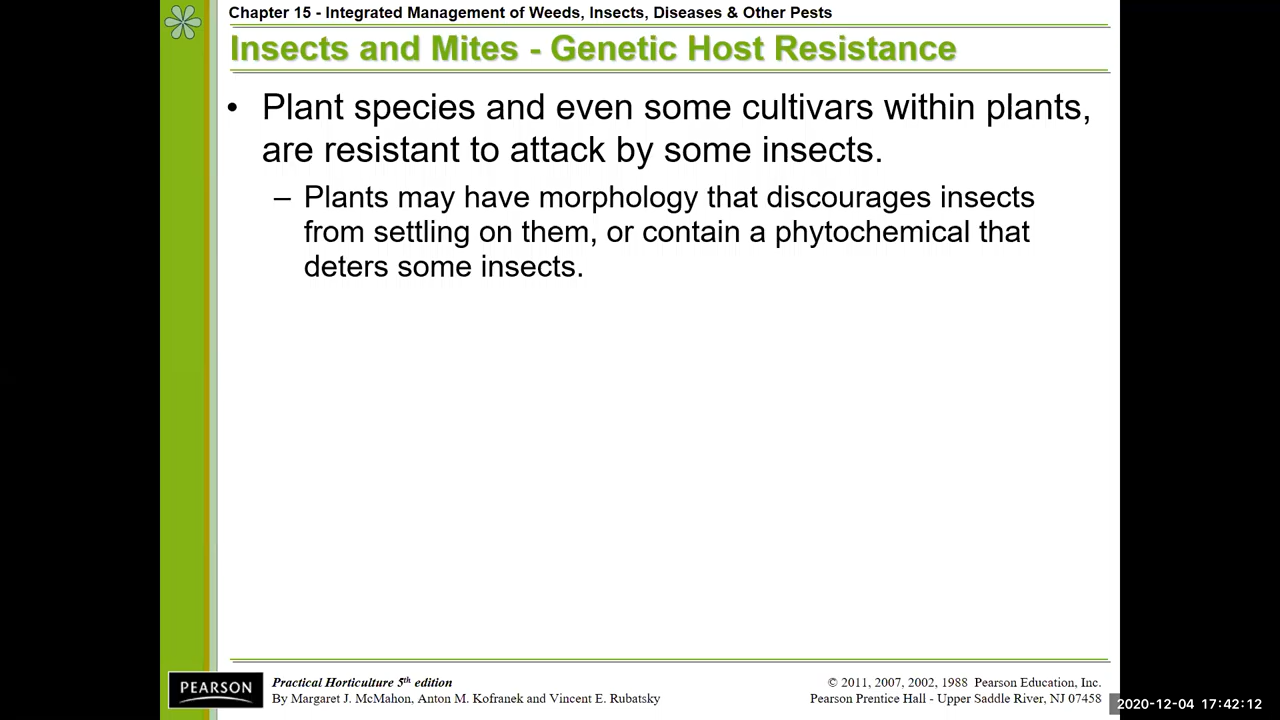 Chapter 15 - Integrated Management of Weeds, Insects, Diseases & Other Pests
Insects and Mites - Genetic Host Resistance
• Plant species and even some cultivars within plants,
are resistant to attack by some insects.
– Plants may have morphology that discourages insects
from settling on them, or contain a phytochemical that
deters some insects.
PEARSON
Practical Horticulture 5th edition
By Margaret J. McMahon, Anton M. Kofranek and Vincent E. Rubatsky
© 2011, 2007, 2002, 1988 Pearson Education, Inc.
Pearson Prentice Hall - Upper Saddle River, NJ 07458
2020-12-04 17:42:12